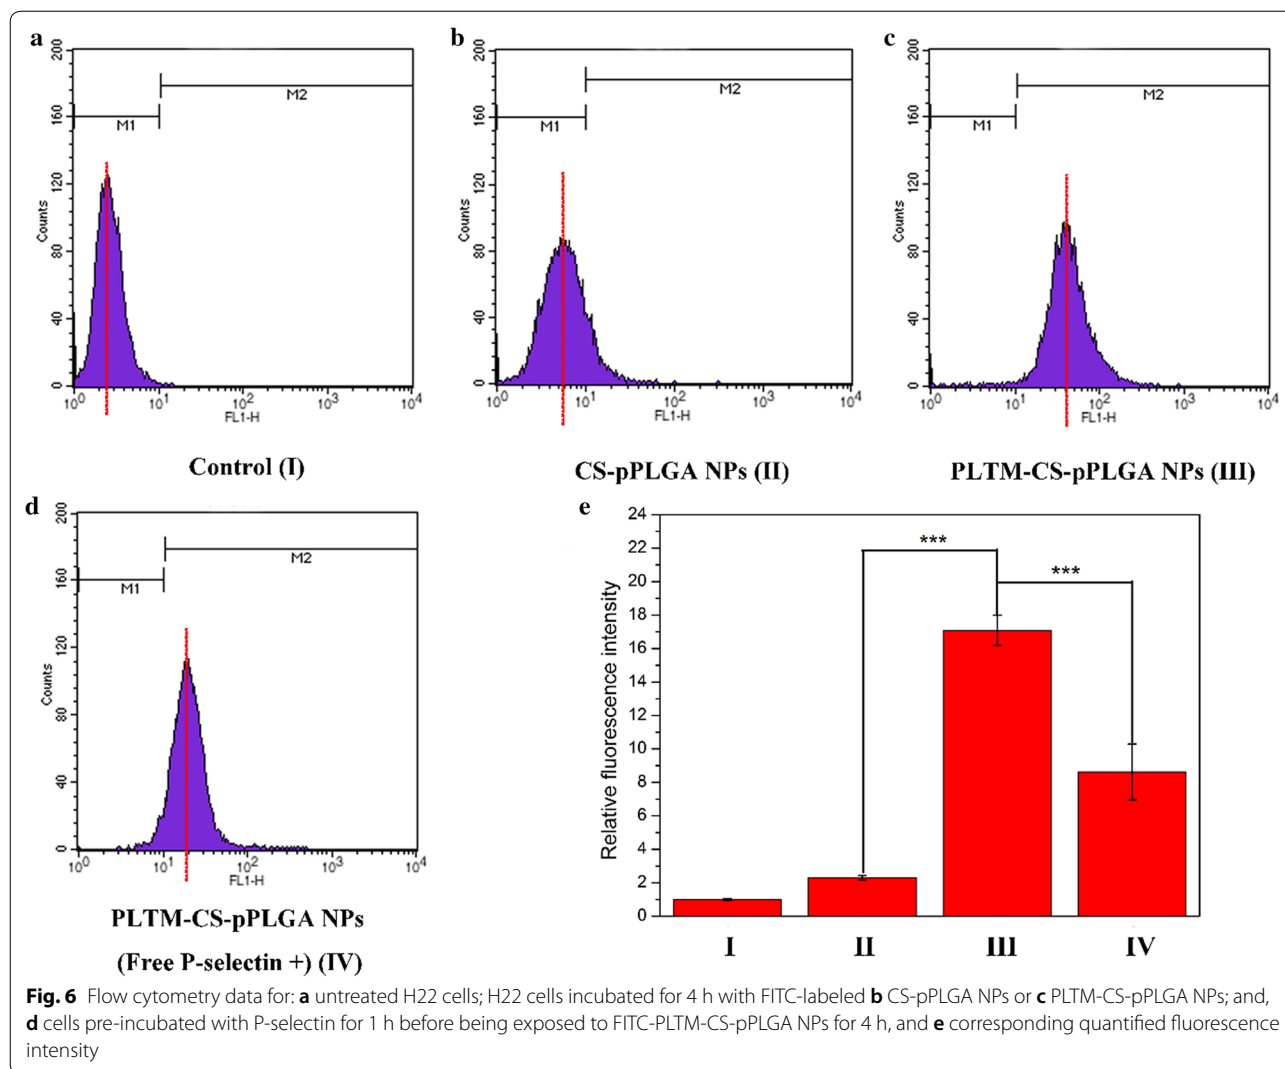 a
200
160
120
80
40
0
Counts
M1
M2
10⁰ 10¹ 10² 10³ 10⁴
FL1-H
Control (I)
b
200
160
120
80
40
0
Counts
M1
M2
10⁰ 10¹ 10² 10³ 10⁴
FL1-H
CS-pPLGA NPs (II)
c
200
160
120
80
40
0
Counts
M1
M2
10⁰ 10¹ 10² 10³ 10⁴
FL1-H
PLTM-CS-pPLGA NPs (III)
d
200
160
120
80
40
0
Counts
M1
M2
10⁰ 10¹ 10² 10³ 10⁴
FL1-H
PLTM-CS-pPLGA NPs
(Free P-selectin +) (IV)
e
24
22
20
18
16
14
12
10
8
6
4
2
0
Relative fluorescence intensity
***
***
I II III IV
Fig. 6 Flow cytometry data for: a untreated H22 cells; H22 cells incubated for 4 h with FITC-labeled b CS-pPLGA NPs or c PLTM-CS-pPLGA NPs; and,
d cells pre-incubated with P-selectin for 1 h before being exposed to FITC-PLTM-CS-pPLGA NPs for 4 h, and e corresponding quantified fluorescence
intensity